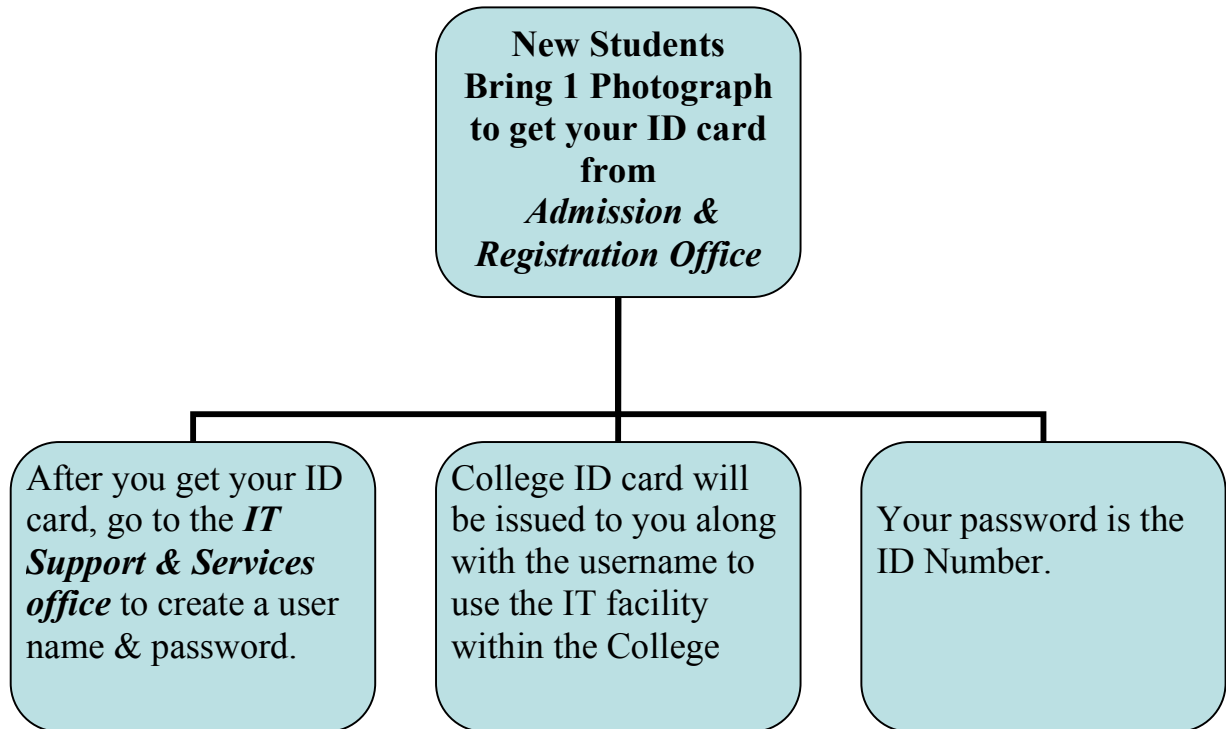 New Students
Bring 1 Photograph
to get your ID card
from
Admission &
Registration Office
After you get your ID
card, go to the IT
Support & Services
office to create a user
name & password.
College ID card will
be issued to you along
with the username to
use the IT facility
within the College
Your password is the
ID Number.